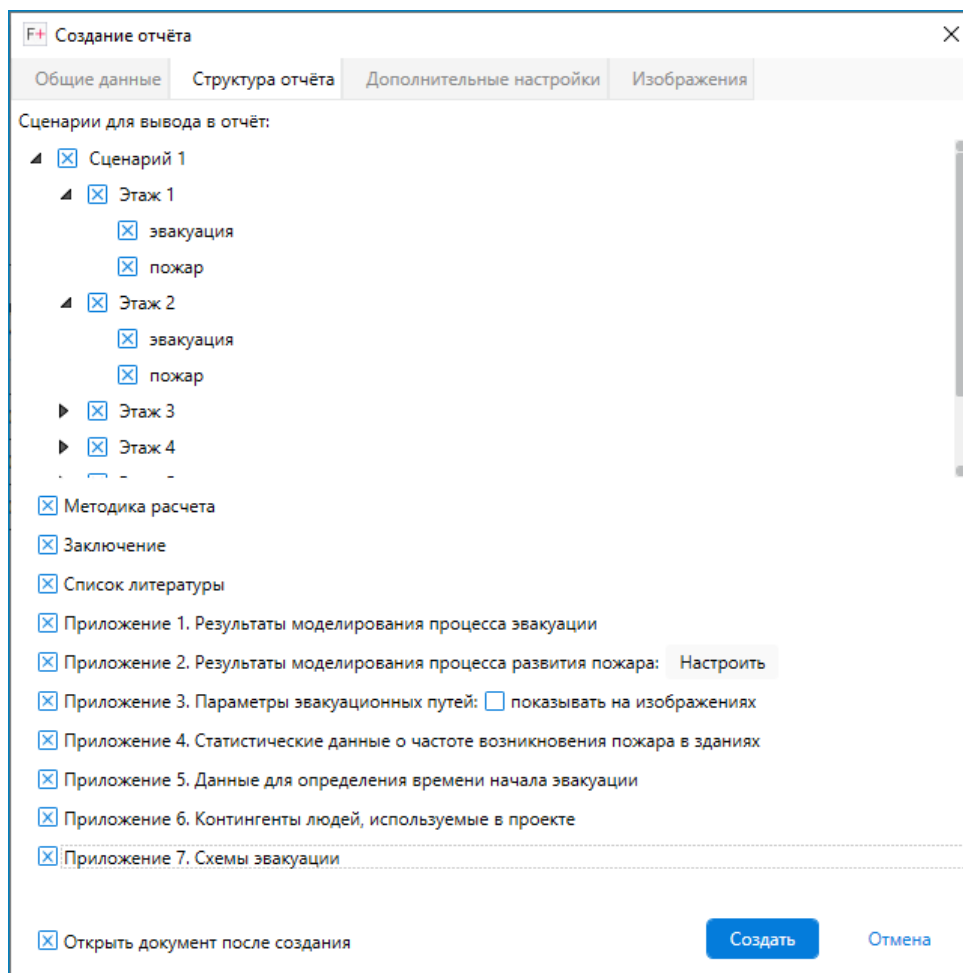 F+ Создание отчёта
Общие данные Структура отчёта Дополнительные настройки Изображения
Сценарии для вывода в отчёт:
Сценарий 1
Этаж 1
эвакуация
пожар
Этаж 2
эвакуация
пожар
Этаж 3
Этаж 4
Методика расчета
Заключение
Список литературы
Приложение 1. Результаты моделирования процесса эвакуации
Приложение 2. Результаты моделирования процесса развития пожара: Настроить
Приложение 3. Параметры эвакуационных путей: показывать на изображениях
Приложение 4. Статистические данные о частоте возникновения пожара в зданиях
Приложение 5. Данные для определения времени начала эвакуации
Приложение 6. Контингенты людей, используемые в проекте
Приложение 7. Схемы эвакуации
Открыть документ после создания Создать Отмена